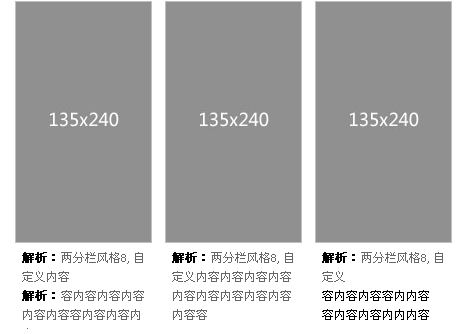 135x240
135x240
135x240
解析：两分栏风格8, 自
定义内容
解析：容内容内容内容
内容内容容内容内容内
解析：两分栏风格8, 自
定义内容内容内容内容
内容内容内容内容内容
内容容
解析：两分栏风格8, 自
定义
容内容内容容内内容
容内容内容内内内容